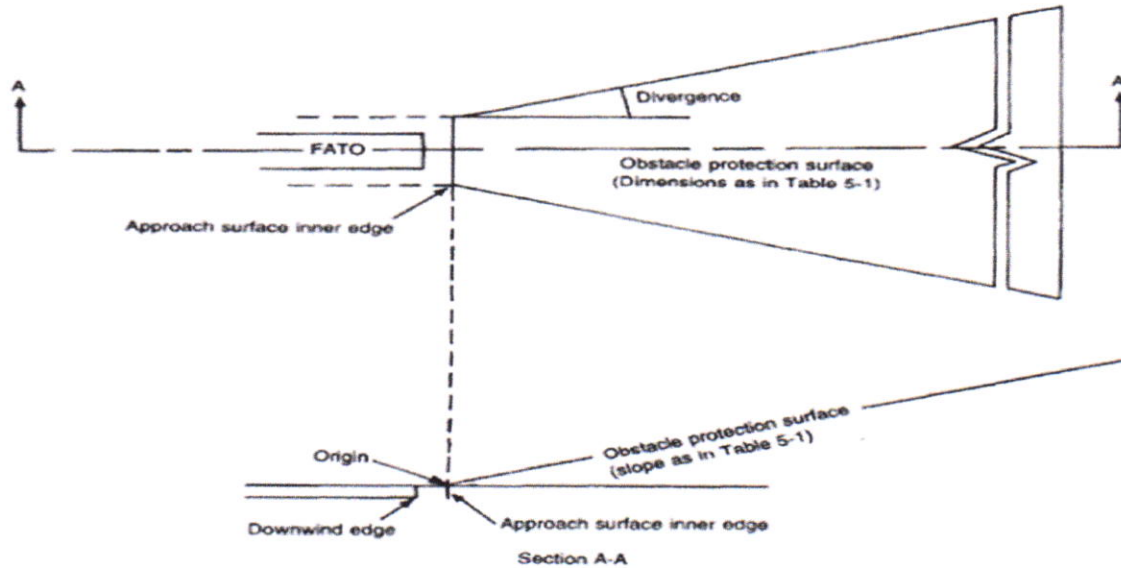 A
A
Divergence
FATO
Obstacle protection surface
(Dimensions as in Table 5-1)
Approach surface inner edge
Obstacle protection surface
(slope as in Table 5-1)
Origin
Downwind edge
Approach surface inner edge
Section A-A